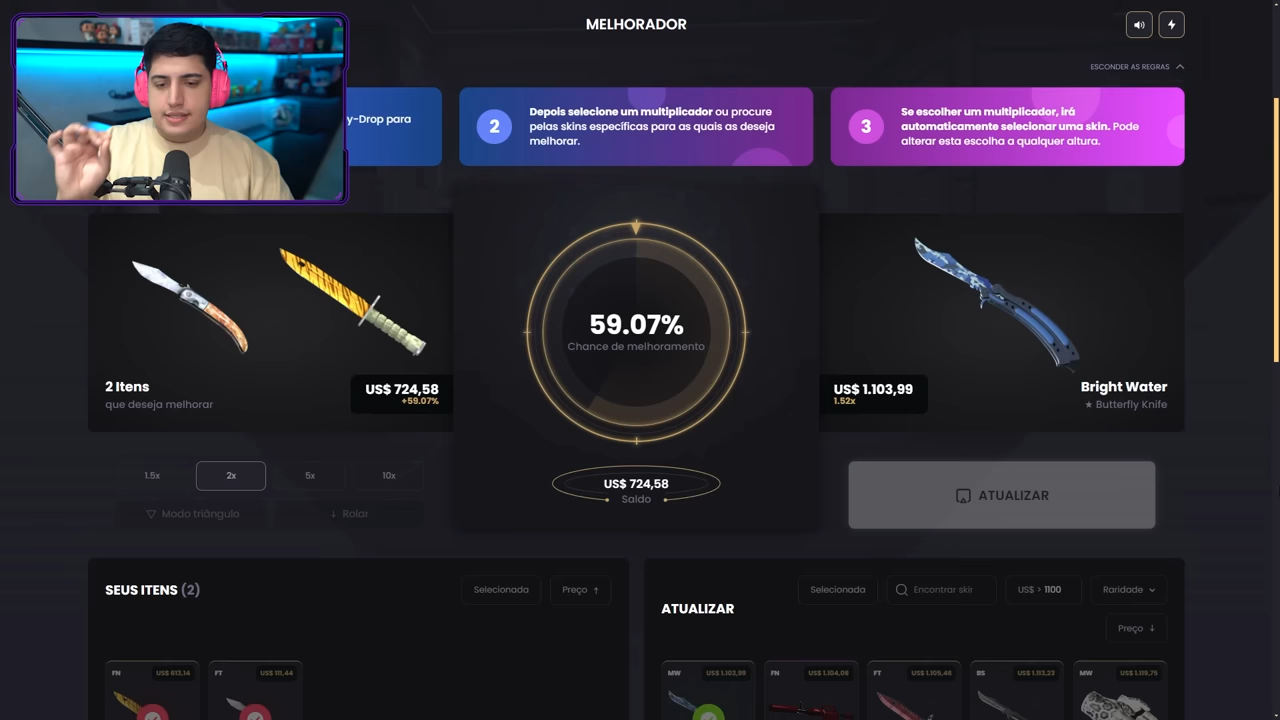 MELHORADOR
ESCONDER AS REGRAS
y-Drop para
2
Depois selecione um multiplicador ou procure
pelas skins específicas para as quais as deseja
melhorar.
3
Se escolher um multiplicador, irá
automaticamente selecionar uma skin. Pode
alterar esta escolha a qualquer altura.
59.07%
Chance de melhoramento
2 Itens
que deseja melhorar
US$ 724,58
+59.07%
US$ 1.103,99
1.52x
Bright Water
★ Butterfly Knife
1.5x
2x
5x
10x
Modo triângulo
Rolar
US$ 724,58
Saldo
ATUALIZAR
SEUS ITENS (2)
Selecionada
Preço ↑
ATUALIZAR
Selecionada
Encontrar skir
US$ > 1100
Raridade
Preço ↓
FN
US$ 613,14
FT
US$ 111,44
MW
US$ 1.103,99
FN
US$ 1.104,08
FT
US$ 1.105,48
BS
US$ 1.113,23
MW
US$ 1.119,75